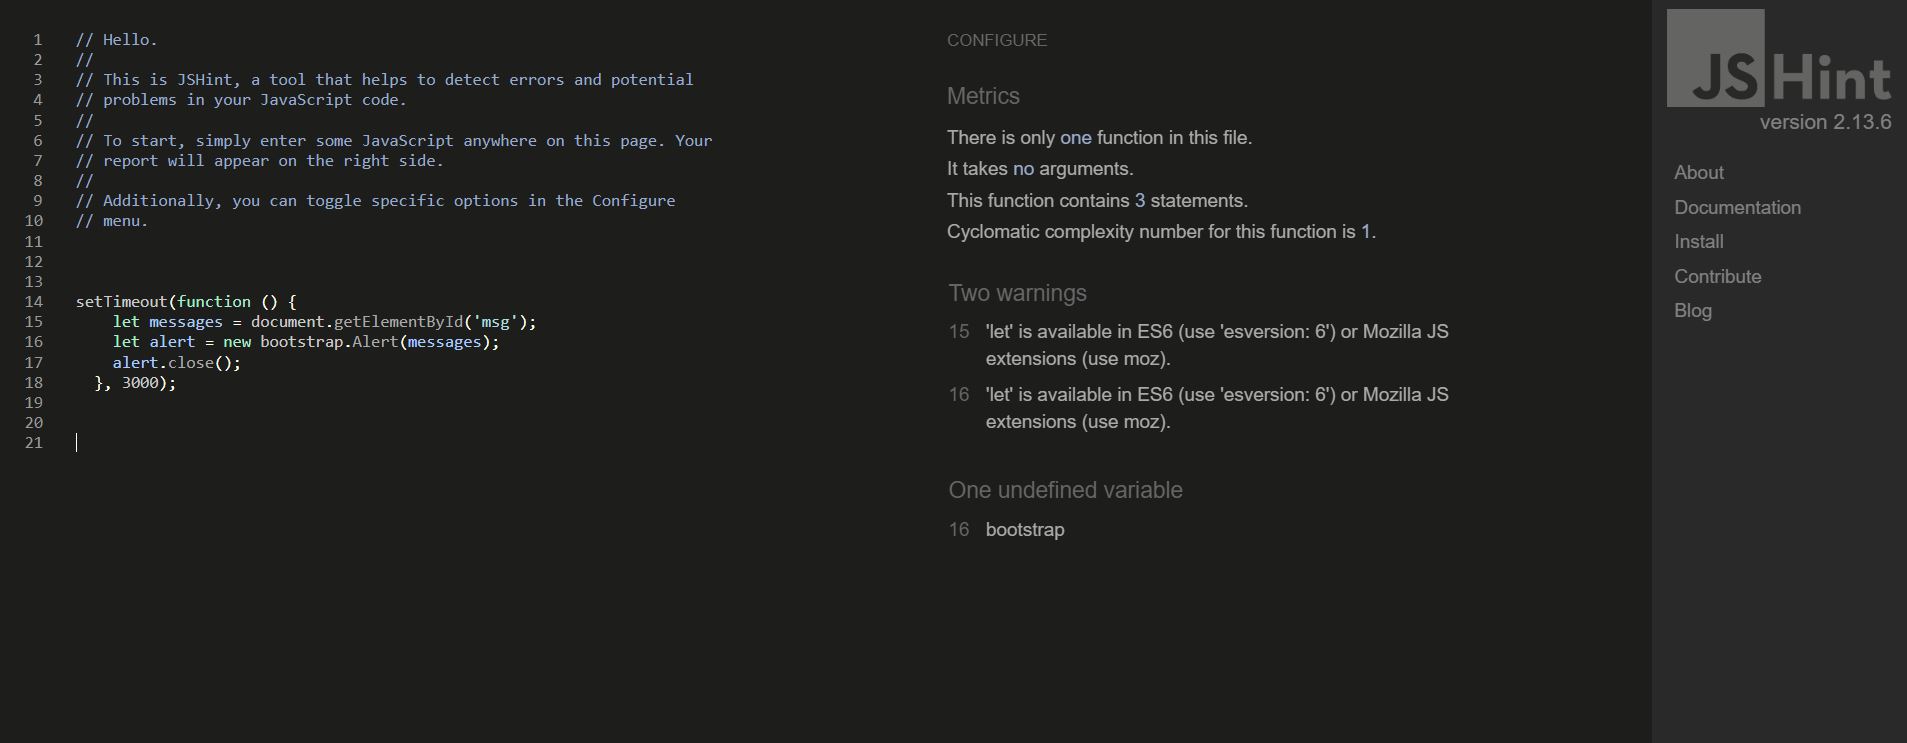 1 // Hello.
2 //
3 // This is JSHint, a tool that helps to detect errors and potential
4 // problems in your JavaScript code.
5 //
6 // To start, simply enter some JavaScript anywhere on this page. Your
7 // report will appear on the right side.
8 //
9 // Additionally, you can toggle specific options in the Configure
10 // menu.
11
12
13
14 setTimeout(function () {
15     let messages = document.getElementById('msg');
16     let alert = new bootstrap.Alert(messages);
17     alert.close();
18   }, 3000);
19
20
21
CONFIGURE
Metrics
There is only one function in this file.
It takes no arguments.
This function contains 3 statements.
Cyclomatic complexity number for this function is 1.
Two warnings
15 'let' is available in ES6 (use 'esversion: 6') or Mozilla JS
extensions (use moz).
16 'let' is available in ES6 (use 'esversion: 6') or Mozilla JS
extensions (use moz).
One undefined variable
16 bootstrap
JSHint
version 2.13.6
About
Documentation
Install
Contribute
Blog